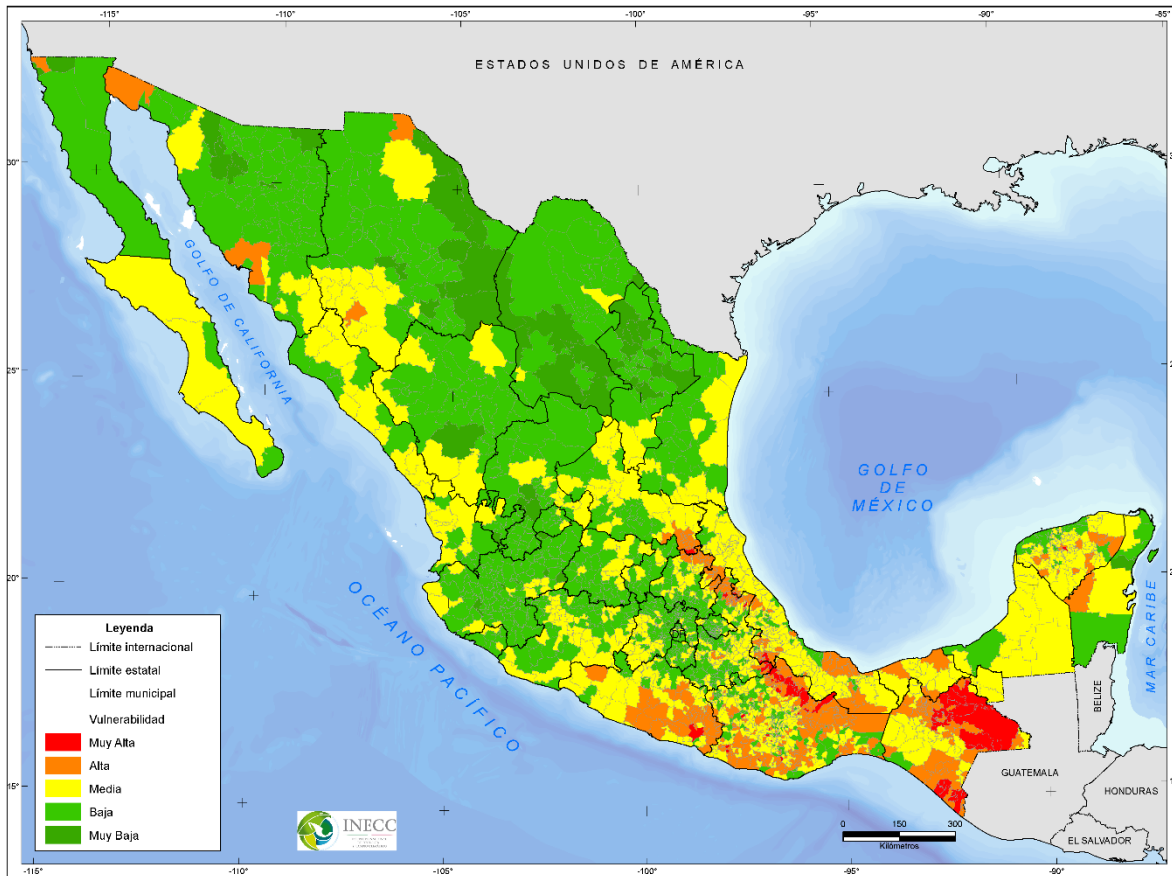 -115° -110° -105° -100° -95° -90° -85°
ESTADOS UNIDOS DE AMÉRICA
30°
25°
20°
15°
GOLFO DE CALIFORNIA
GOLFO
DE
MÉXICO
OCÉANO PACÍFICO
MAR CARIBE
DF
BELIZE
GUATEMALA
HONDURAS
EL SALVADOR
Leyenda
Límite internacional
Límite estatal
Límite municipal
Vulnerabilidad
Muy Alta
Alta
Media
Baja
Muy Baja
INECC
0 150 300
Kilómetros
-115° -110° -105° -100° -95° -90°